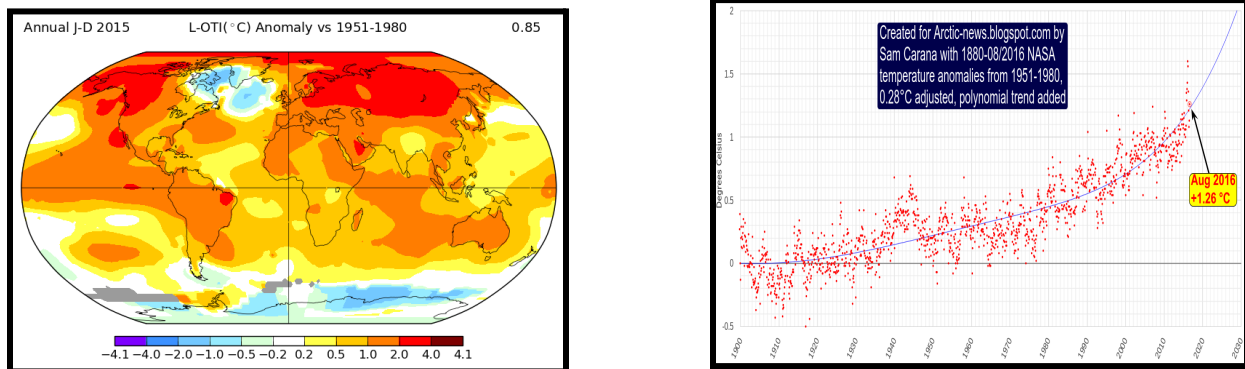 Annual J-D 2015 L-OTI(°C) Anomaly vs 1951-1980 0.85
−4.1 −4.0 −2.0 −1.0 −0.5 −0.2 0.2 0.5 1.0 2.0 4.0 4.1
Created for Arctic-news.blogspot.com by
Sam Carana with 1880-08/2016 NASA
temperature anomalies from 1951-1980,
0.28°C adjusted, polynomial trend added
Degrees Celsius
2
1.5
1
0.5
0
-0.5
Aug 2016
+1.26 °C
1900 1910 1920 1930 1940 1950 1960 1970 1980 1990 2000 2010 2020 2030